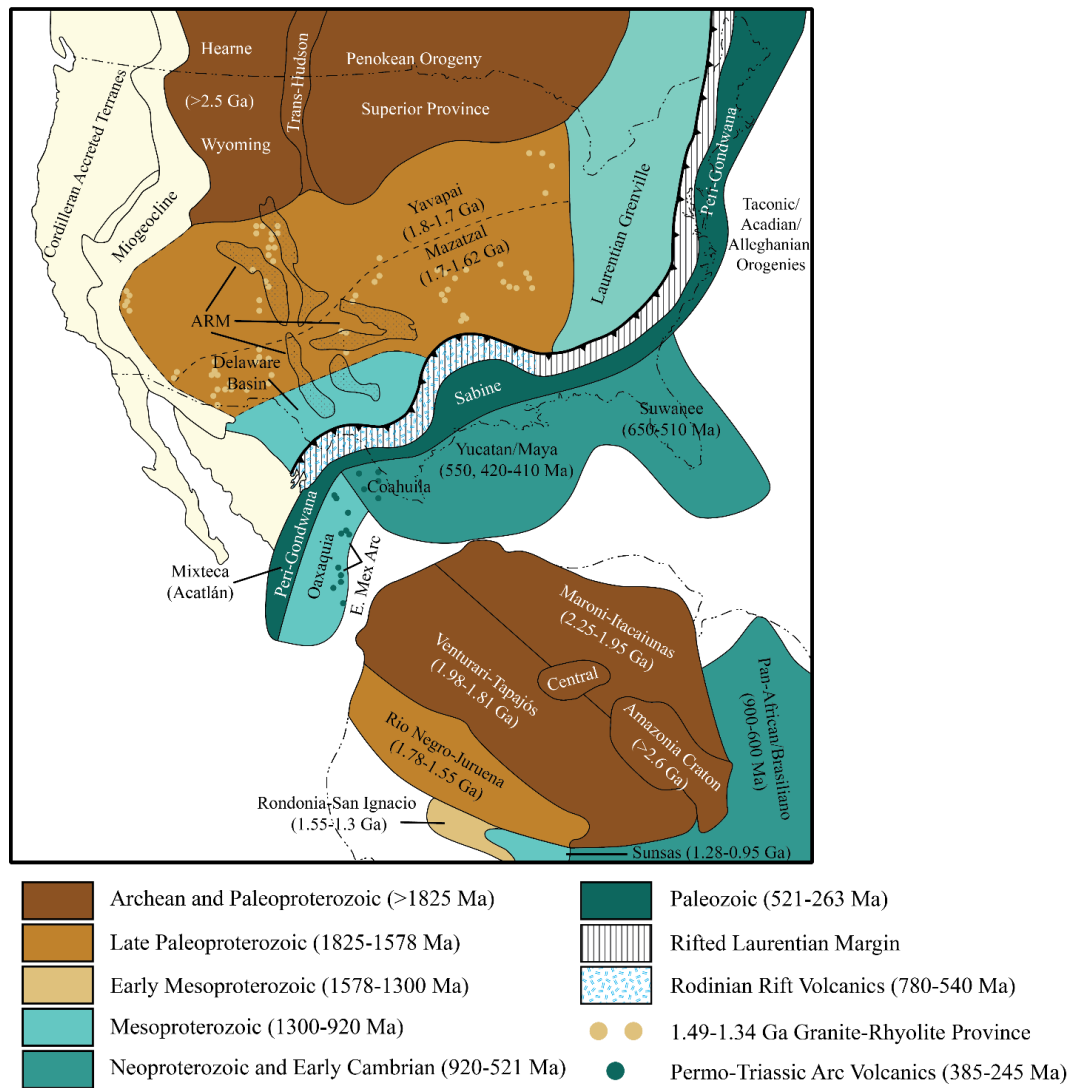 Hearne
(>2.5 Ga)
Wyoming
Trans-Hudson
Penokean Orogeny
Superior Province
Cordilleran Accreted Terranes
Miogeocline
Yavapai
(1.8-1.7 Ga)
Mazatzal
(1.7-1.62 Ga)
Laurentian Grenville
Peri-Gondwana
Taconic/
Acadian/
Alleghanian
Orogenies
ARM
Delaware
Basin
Sabine
Suwanee
(650-510 Ma)
Yucatan/Maya
(550, 420-410 Ma)
Coahuila
Peri-Gondwana
Oaxaquia
E. Mex Arc
Mixteca
(Acatlán)
Maroni-Itacaiunas
(2.25-1.95 Ga)
Venturari-Tapajós
(1.98-1.81 Ga)
Central
Amazonia Craton
(>2.6 Ga)
Pan-African/Brasiliano
(900-600 Ma)
Rio Negro-Juruena
(1.78-1.55 Ga)
Rondonia-San Ignacio
(1.55-1.3 Ga)
Sunsas (1.28-0.95 Ga)
Archean and Paleoproterozoic (>1825 Ma)
Late Paleoproterozoic (1825-1578 Ma)
Early Mesoproterozoic (1578-1300 Ma)
Mesoproterozoic (1300-920 Ma)
Neoproterozoic and Early Cambrian (920-521 Ma)
Paleozoic (521-263 Ma)
Rifted Laurentian Margin
Rodinian Rift Volcanics (780-540 Ma)
1.49-1.34 Ga Granite-Rhyolite Province
Permo-Triassic Arc Volcanics (385-245 Ma)